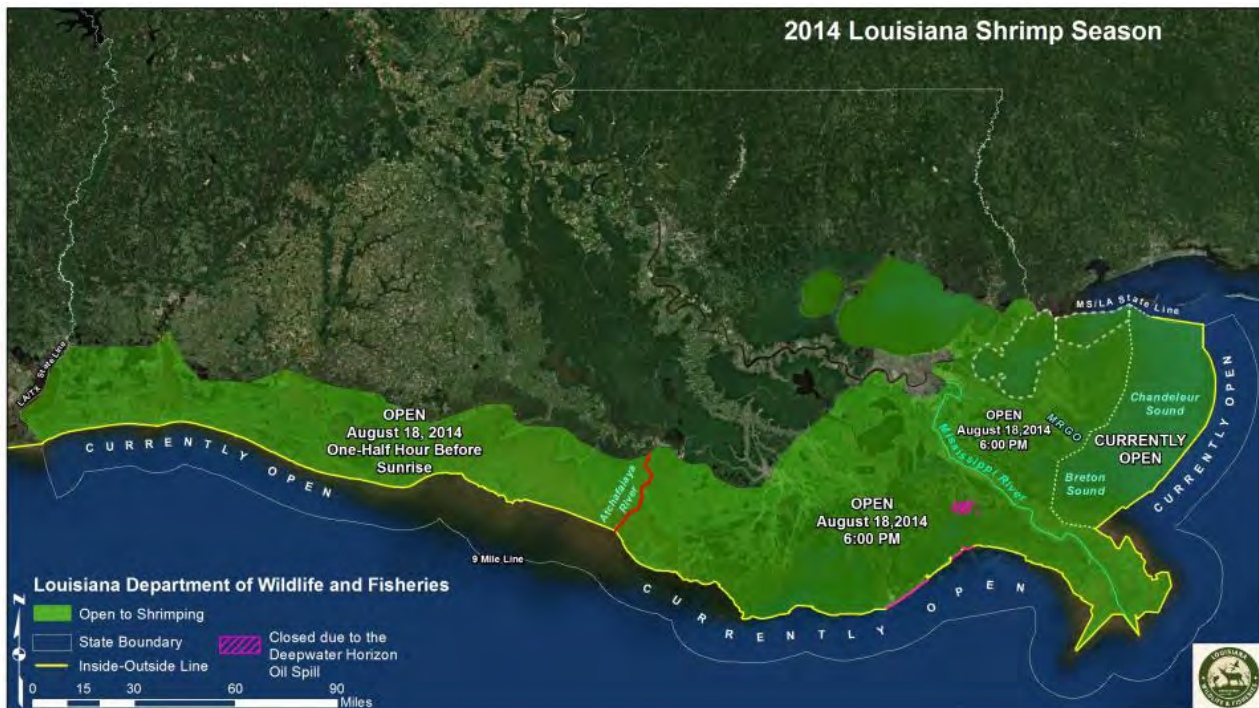 2014 Louisiana Shrimp Season
MS/LA State Line
LA/TX State Line
OPEN
August 18, 2014
One-Half Hour Before
Sunrise
CURRENTLY OPEN
Atchafalaya
River
9 Mile Line
OPEN
August 18,2014
6:00 PM
CURRENTLY OPEN
Mississippi River
OPEN
August 18,2014
6:00 PM
MRGO
Chandeleur
Sound
CURRENTLY
OPEN
Breton
Sound
CURRENTLY OPEN
Louisiana Department of Wildlife and Fisheries
N
Open to Shrimping
State Boundary
Inside-Outside Line
Closed due to the
Deepwater Horizon
Oil Spill
0 15 30 60 90
Miles
LOUISIANA
WILDLIFE & FISHERIES